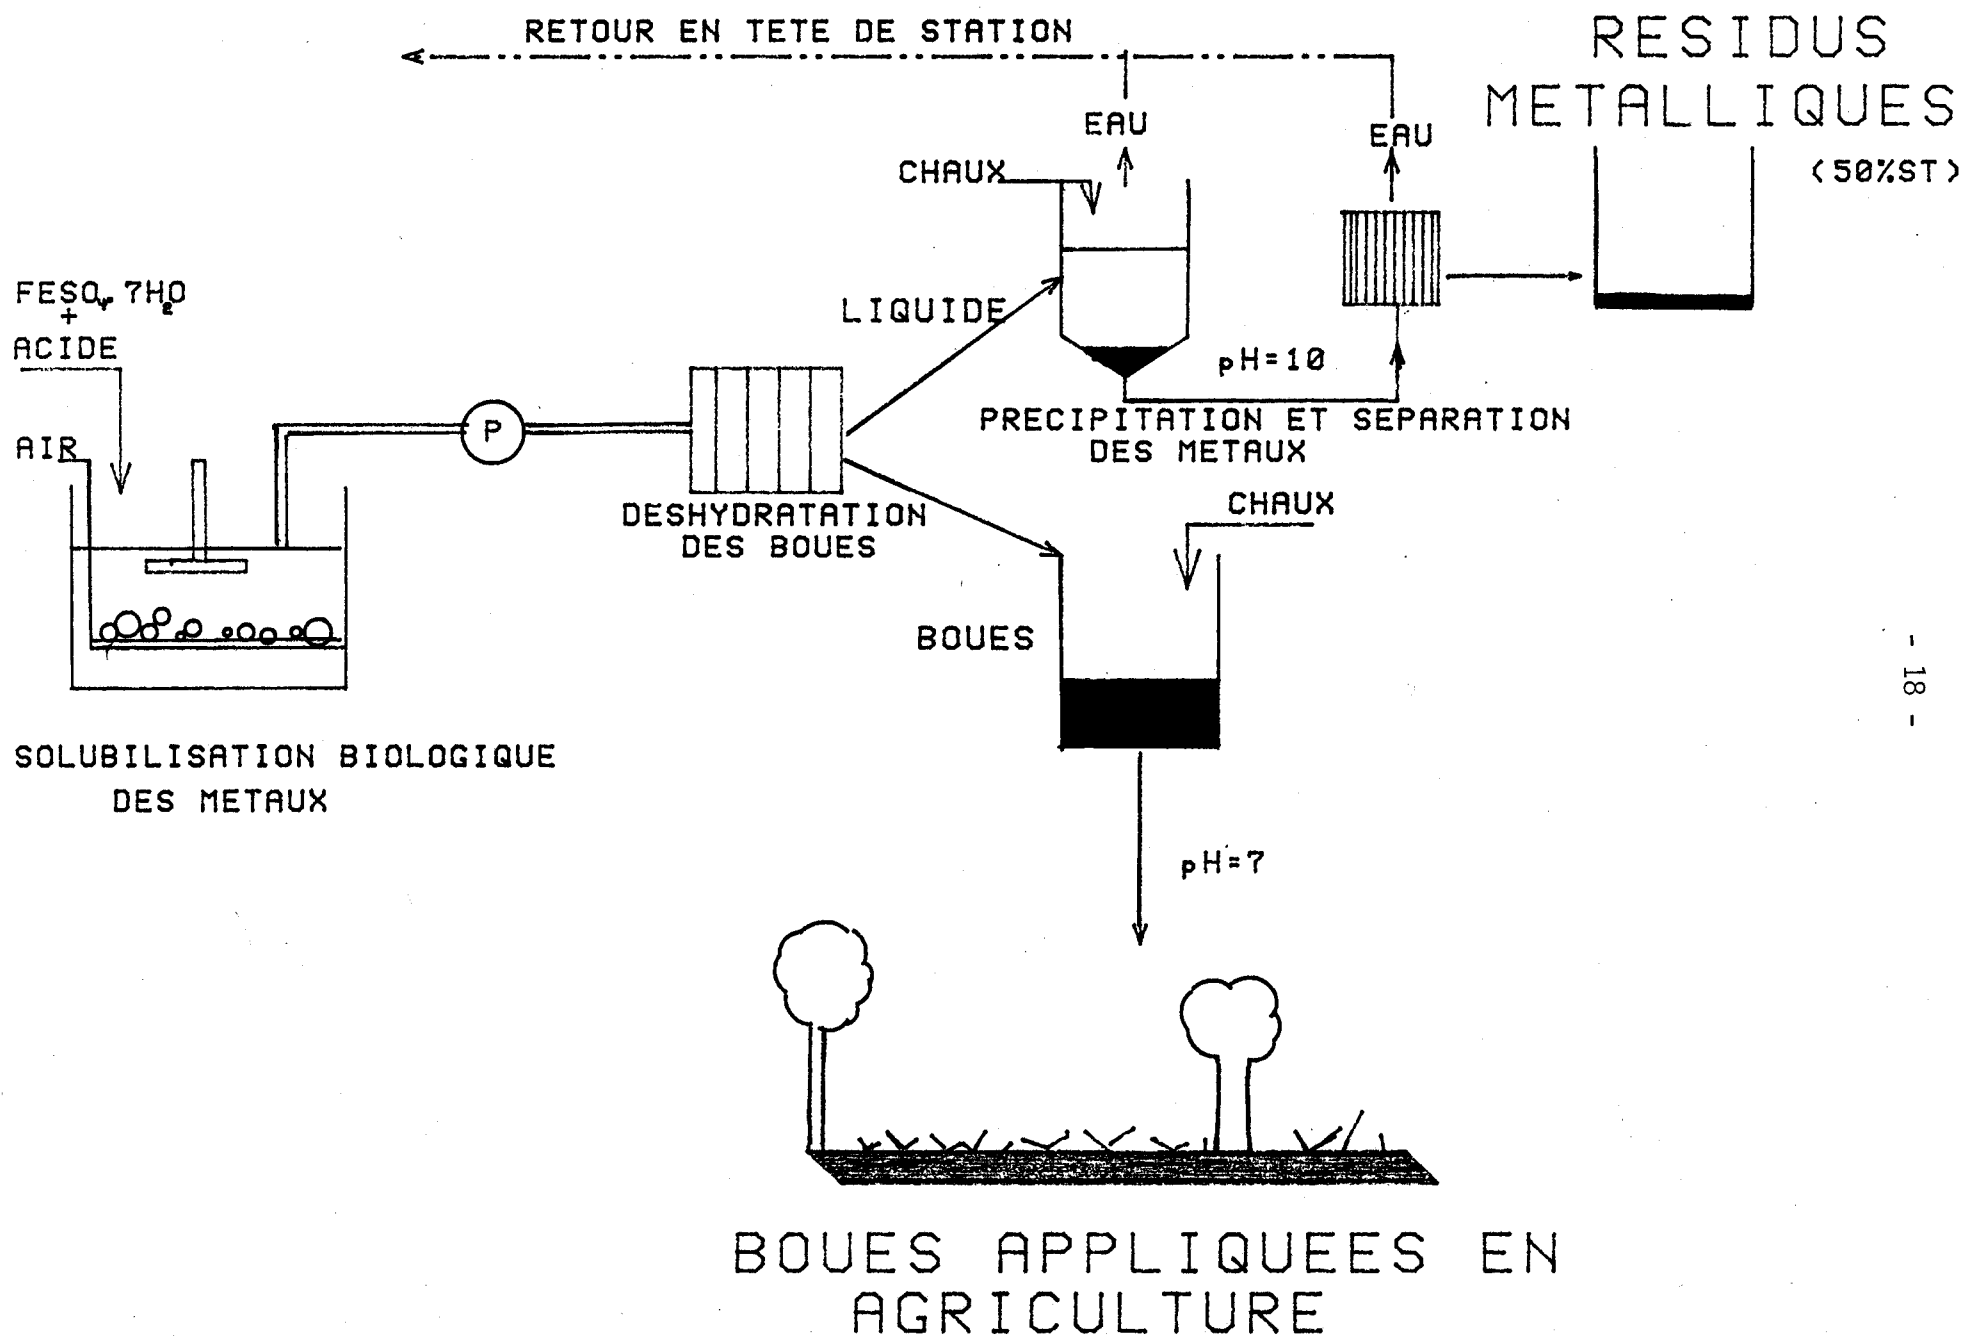 RETOUR EN TETE DE STATION
RESIDUS
METALLIQUES
(50%ST)
EAU
EAU
CHAUX
FESO4. 7H2O
+
ACIDE
AIR
LIQUIDE
P
pH=10
PRECIPITATION ET SEPARATION
DES METAUX
DESHYDRATATION
DES BOUES
CHAUX
BOUES
- 18 -
SOLUBILISATION BIOLOGIQUE
DES METAUX
pH=7
BOUES APPLIQUEES EN
AGRICULTURE